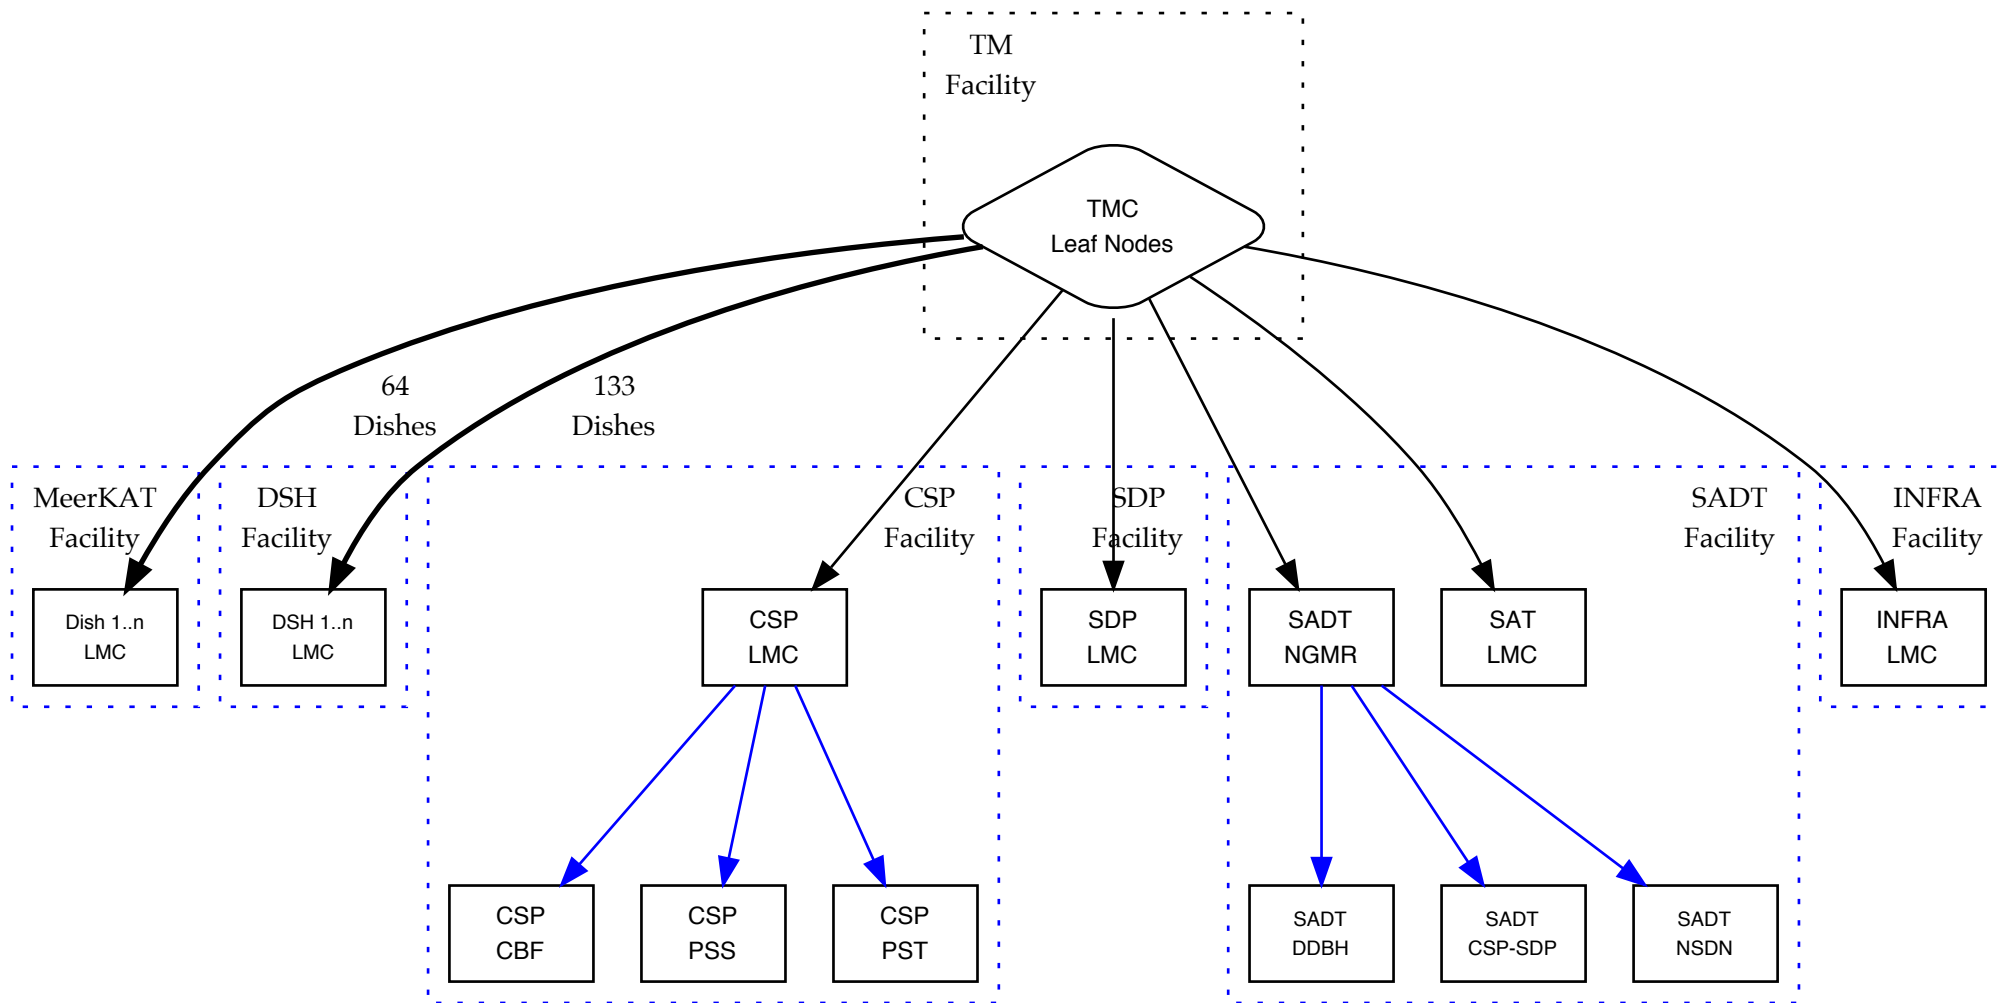 TM
Facility
TMC
Leaf Nodes
64
Dishes
133
Dishes
MeerKAT
Facility
DSH
Facility
CSP
Facility
SDP
Facility
SADT
Facility
INFRA
Facility
Dish 1..n
LMC
DSH 1..n
LMC
CSP
LMC
SDP
LMC
SADT
NGMR
SAT
LMC
INFRA
LMC
CSP
CBF
CSP
PSS
CSP
PST
SADT
DDBH
SADT
CSP-SDP
SADT
NSDN